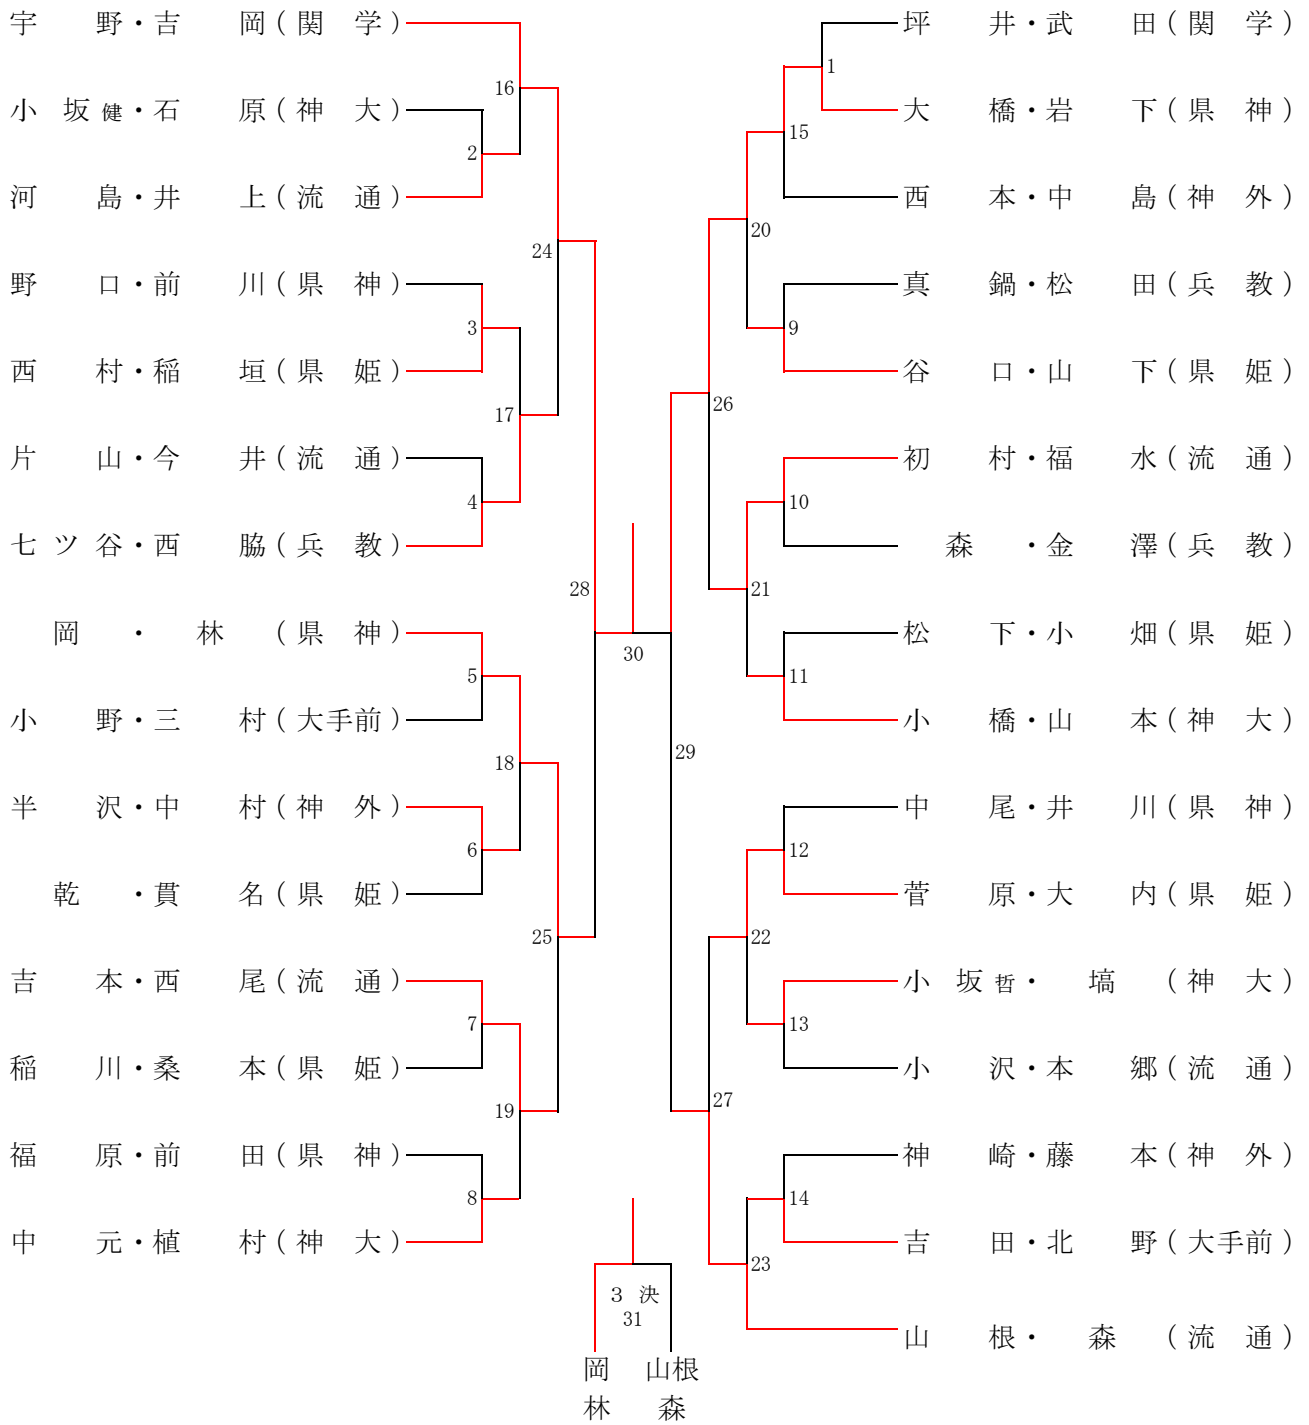 宇野・吉岡(関学)
小坂健・石原(神大)
河島・井上(流通)
野口・前川(県神)
西村・稲垣(県姫)
片山・今井(流通)
七ツ谷・西脇(兵教)
岡・林(県神)
小野・三村(大手前)
半沢・中村(神外)
乾・貫名(県姫)
吉本・西尾(流通)
稲川・桑本(県姫)
福原・前田(県神)
中元・植村(神大)
16
2
24
3
17
4
28
5
18
6
25
7
19
8
30
3決
31
岡 山根
林 森
坪井・武田(関学)
大橋・岩下(県神)
西本・中島(神外)
真鍋・松田(兵教)
谷口・山下(県姫)
初村・福水(流通)
森・金澤(兵教)
松下・小畑(県姫)
小橋・山本(神大)
中尾・井川(県神)
菅原・大内(県姫)
小坂哲・塙(神大)
小沢・本郷(流通)
神崎・藤本(神外)
吉田・北野(大手前)
山根・森(流通)
1
15
20
9
26
10
21
11
29
12
22
13
27
14
23